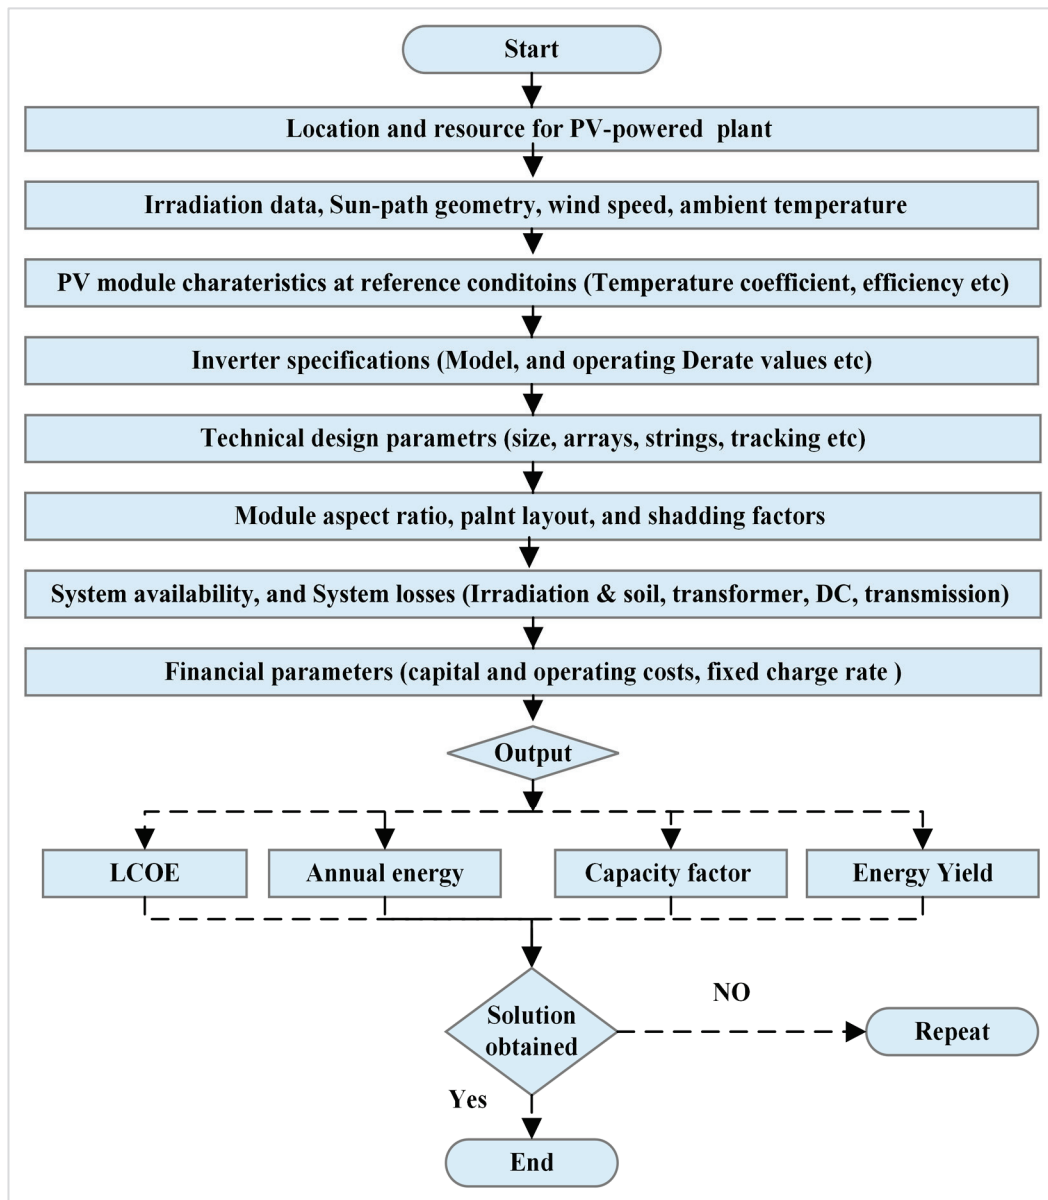 Start
Location and resource for PV-powered plant
Irradiation data, Sun-path geometry, wind speed, ambient temperature
PV module charateristics at reference conditoins (Temperature coefficient, efficiency etc)
Inverter specifications (Model, and operating Derate values etc)
Technical design parametrs (size, arrays, strings, tracking etc)
Module aspect ratio, palnt layout, and shadding factors
System availability, and System losses (Irradiation & soil, transformer, DC, transmission)
Financial parameters (capital and operating costs, fixed charge rate )
Output
LCOE
Annual energy
Capacity factor
Energy Yield
Solution
obtained
NO
Repeat
Yes
End